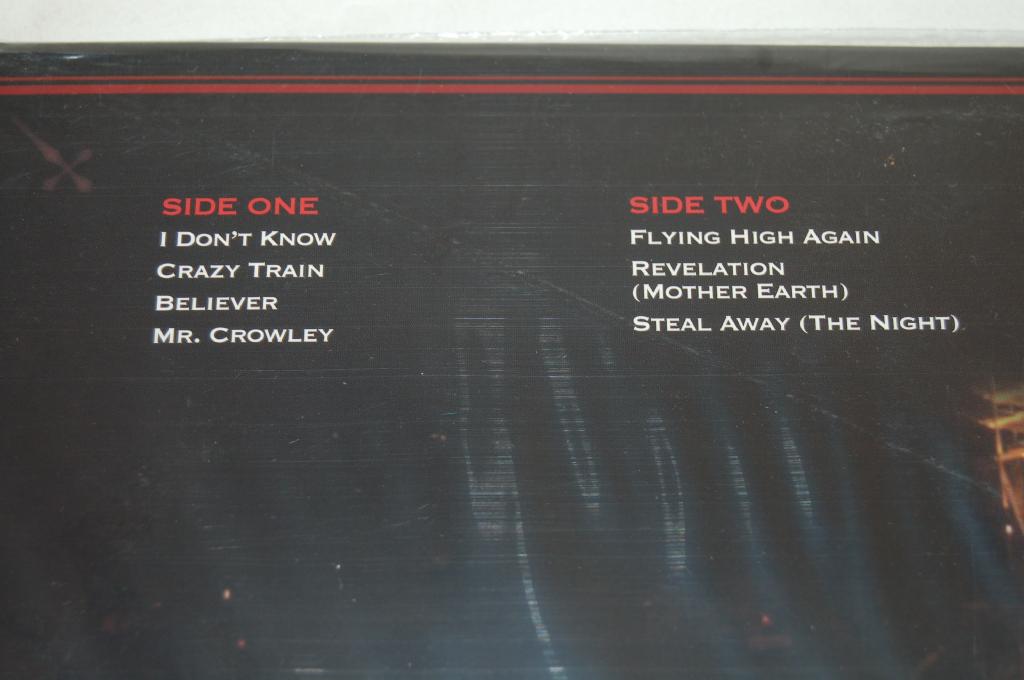 SIDE ONE
I DON'T KNOW
CRAZY TRAIN
BELIEVER
MR. CROWLEY
SIDE TWO
FLYING HIGH AGAIN
REVELATION
(MOTHER EARTH)
STEAL AWAY (THE NIGHT)